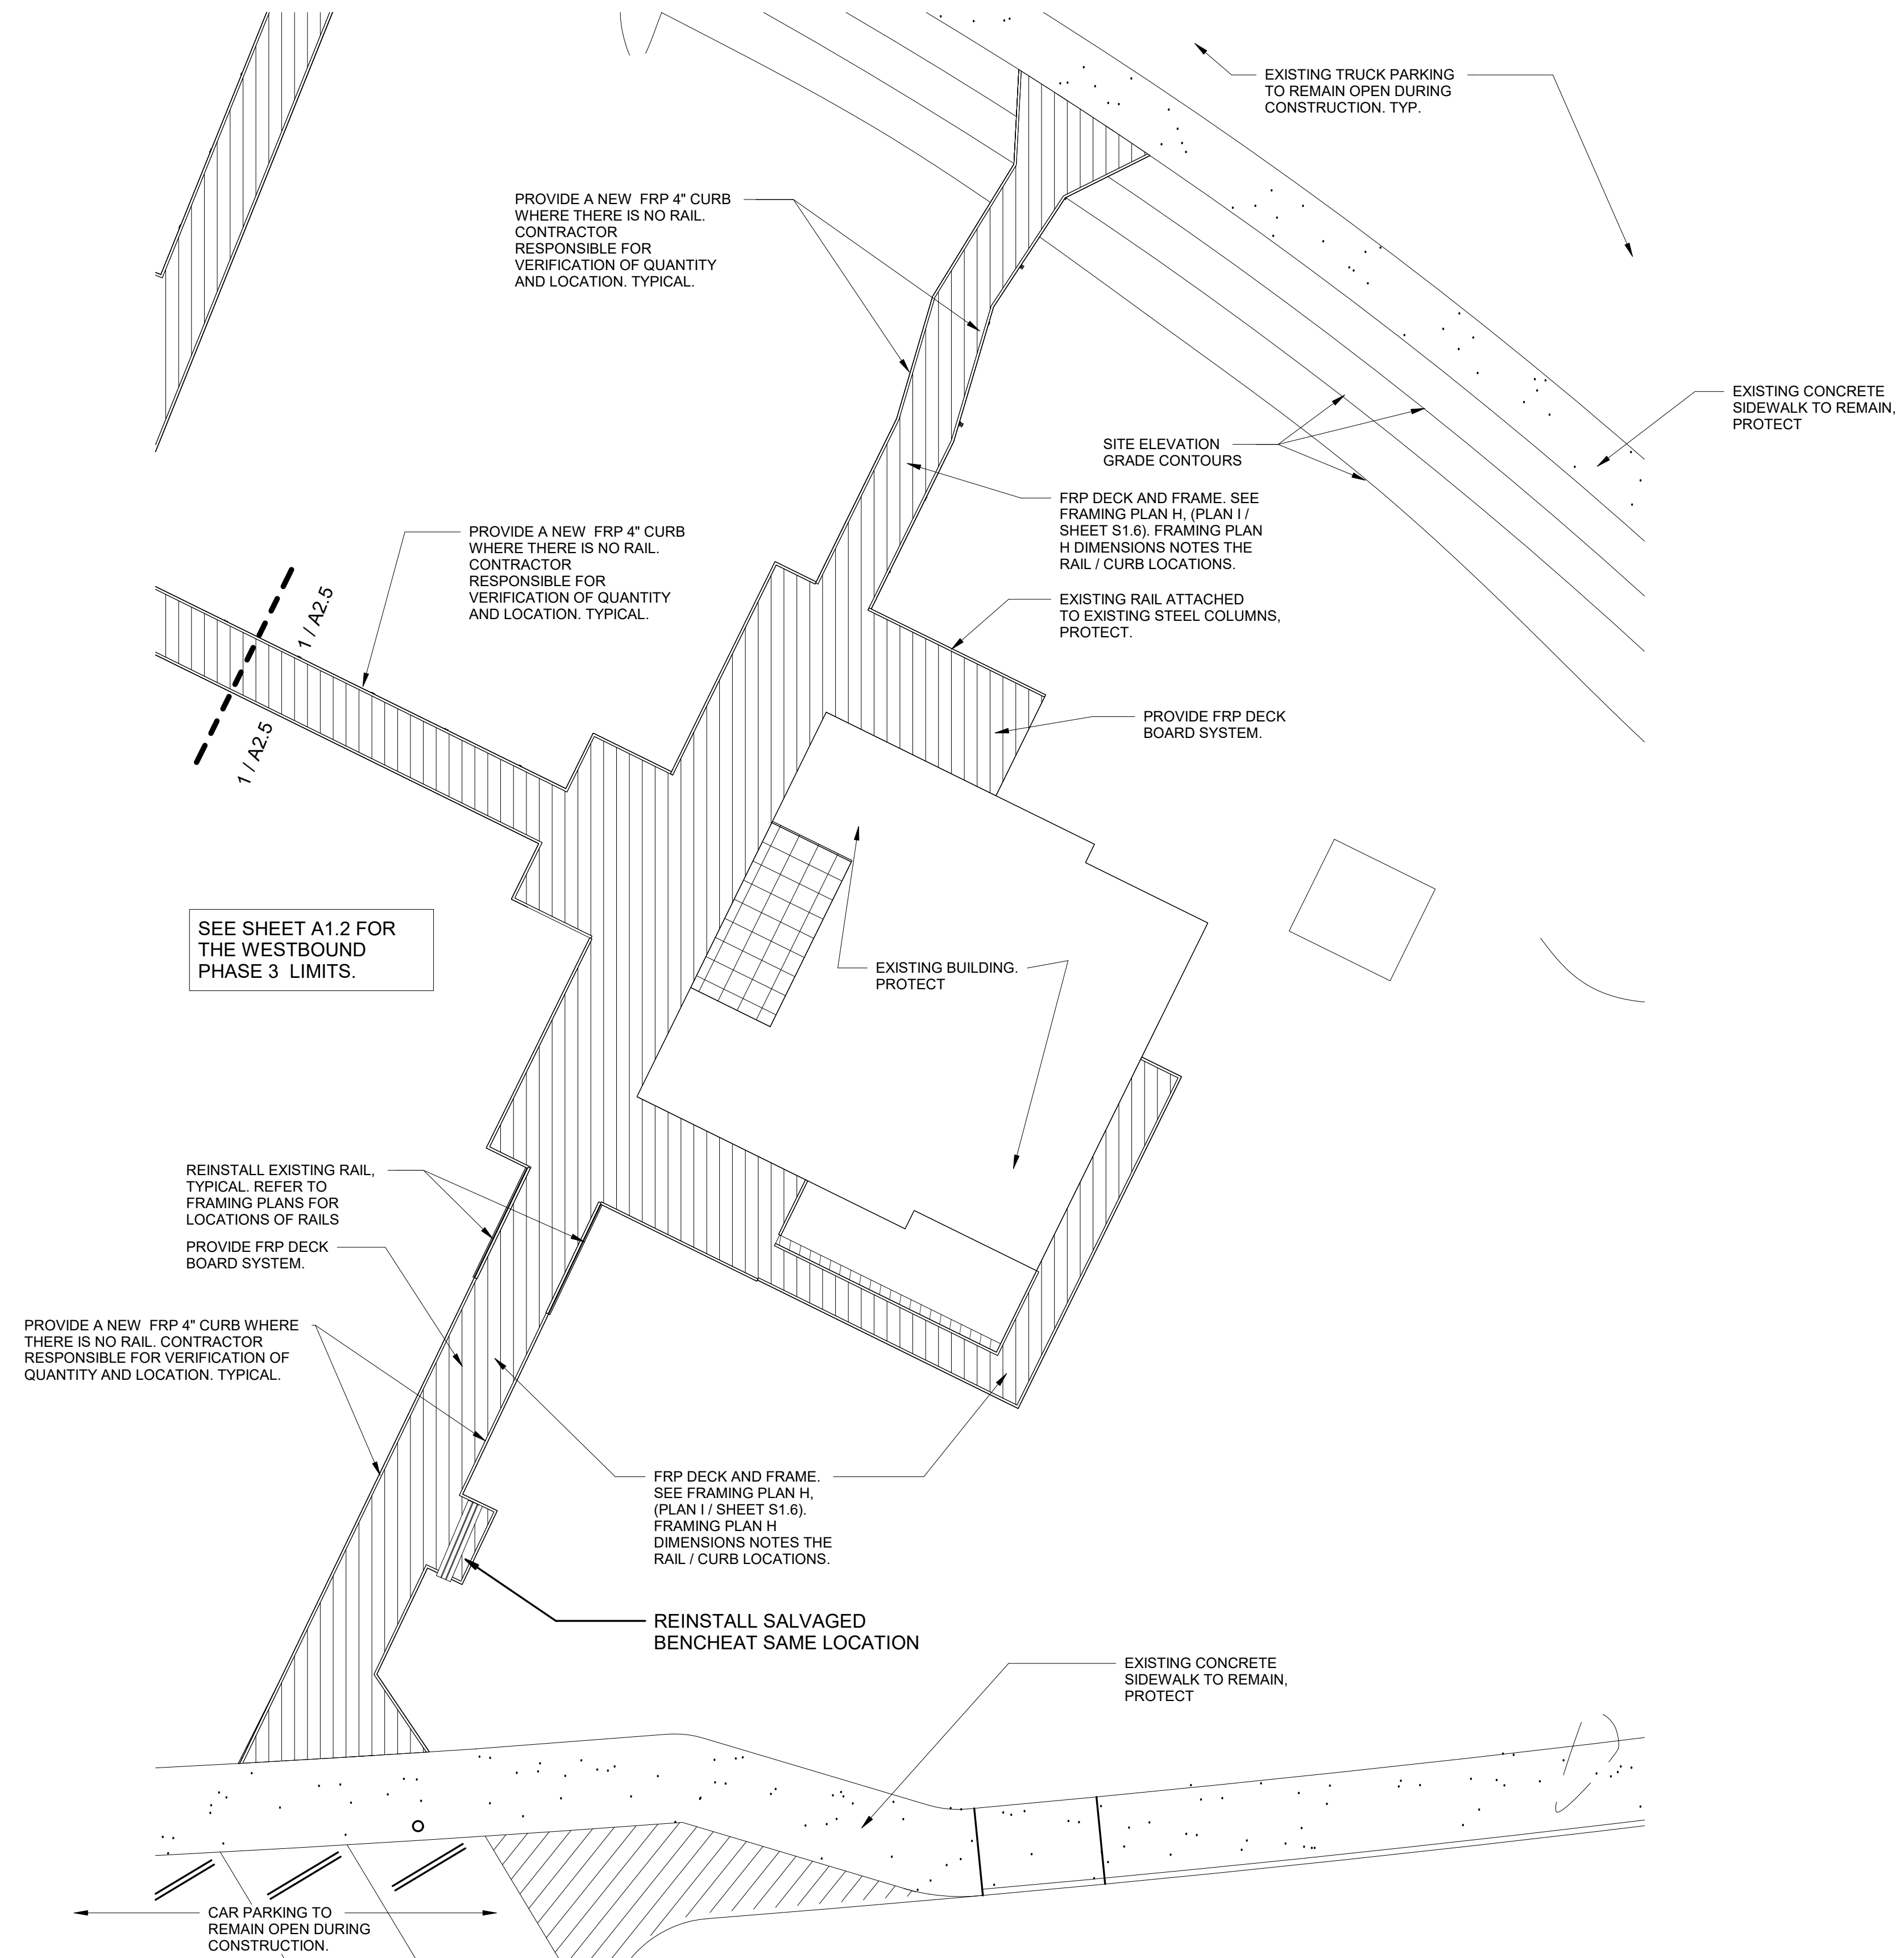 EXISTING TRUCK PARKING
TO REMAIN OPEN DURING
CONSTRUCTION. TYP.
PROVIDE A NEW FRP 4" CURB
WHERE THERE IS NO RAIL.
CONTRACTOR
RESPONSIBLE FOR
VERIFICATION OF QUANTITY
AND LOCATION. TYPICAL.
EXISTING CONCRETE
SIDEWALK TO REMAIN,
PROTECT
SITE ELEVATION
GRADE CONTOURS
FRP DECK AND FRAME. SEE
FRAMING PLAN H, (PLAN I /
SHEET S1.6). FRAMING PLAN
H DIMENSIONS NOTES THE
RAIL / CURB LOCATIONS.
PROVIDE A NEW FRP 4" CURB
WHERE THERE IS NO RAIL.
CONTRACTOR
RESPONSIBLE FOR
VERIFICATION OF QUANTITY
AND LOCATION. TYPICAL.
1 / A2.5
1 / A2.5
EXISTING RAIL ATTACHED
TO EXISTING STEEL COLUMNS,
PROTECT.
PROVIDE FRP DECK
BOARD SYSTEM.
SEE SHEET A1.2 FOR
THE WESTBOUND
PHASE 3 LIMITS.
EXISTING BUILDING.
PROTECT
REINSTALL EXISTING RAIL,
TYPICAL. REFER TO
FRAMING PLANS FOR
LOCATIONS OF RAILS
PROVIDE FRP DECK
BOARD SYSTEM.
PROVIDE A NEW FRP 4" CURB WHERE
THERE IS NO RAIL. CONTRACTOR
RESPONSIBLE FOR VERIFICATION OF
QUANTITY AND LOCATION. TYPICAL.
FRP DECK AND FRAME.
SEE FRAMING PLAN H,
(PLAN I / SHEET S1.6).
FRAMING PLAN H
DIMENSIONS NOTES THE
RAIL / CURB LOCATIONS.
REINSTALL SALVAGED
BENCHEAT SAME LOCATION
EXISTING CONCRETE
SIDEWALK TO REMAIN,
PROTECT
CAR PARKING TO
REMAIN OPEN DURING
CONSTRUCTION.